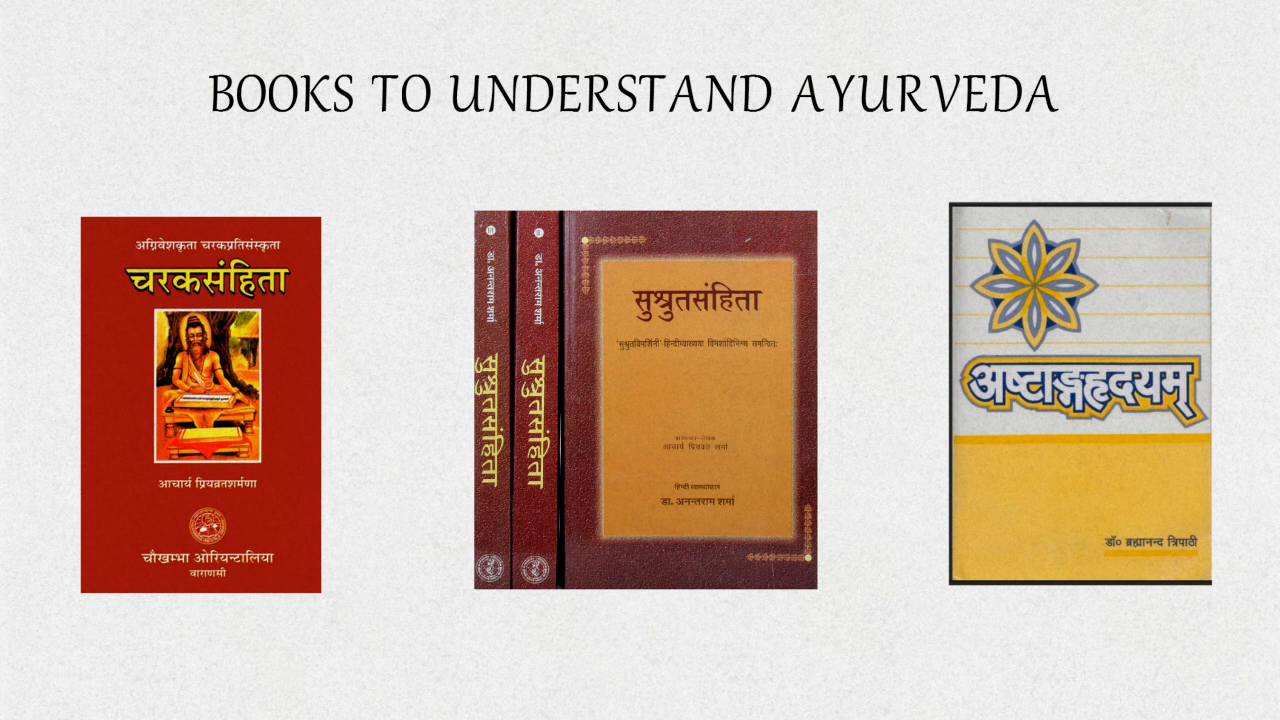 BOOKS TO UNDERSTAND AYURVEDA
अग्निवेशकृता चरकप्रतिसंस्कृता
चरकसंहिता
आचार्य प्रियव्रतशर्मणा
चौखम्भा ओरियन्टालिया
वाराणसी
डा. अनन्तराम शर्मा
सुश्रुतसंहिता
डा. अनन्तराम शर्मा
सुश्रुतसंहिता
सुश्रुतसंहिता
'सुश्रुतविमर्शिनी'-हिन्दीव्याख्यया
आचार्य प्रियव्रत शर्मा
हिन्दी व्याख्याकार
डा. अनन्तराम शर्मा
अष्टाङ्गहृदयम्
डॉ० ब्रह्मानन्द त्रिपाठी